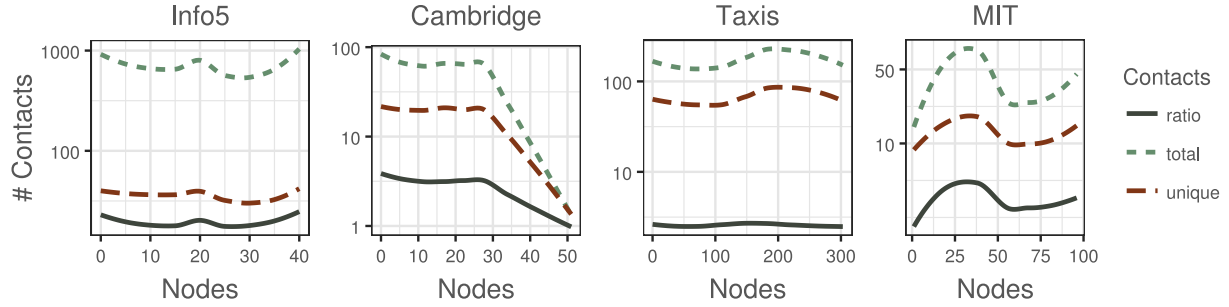 Info5
Cambridge
Taxis
MIT
# Contacts
1000
100
0 10 20 30 40
Nodes
100
10
1
0 10 20 30 40 50
Nodes
100
10
0 100 200 300
Nodes
50
10
0 25 50 75 100
Nodes
Contacts
ratio
total
unique